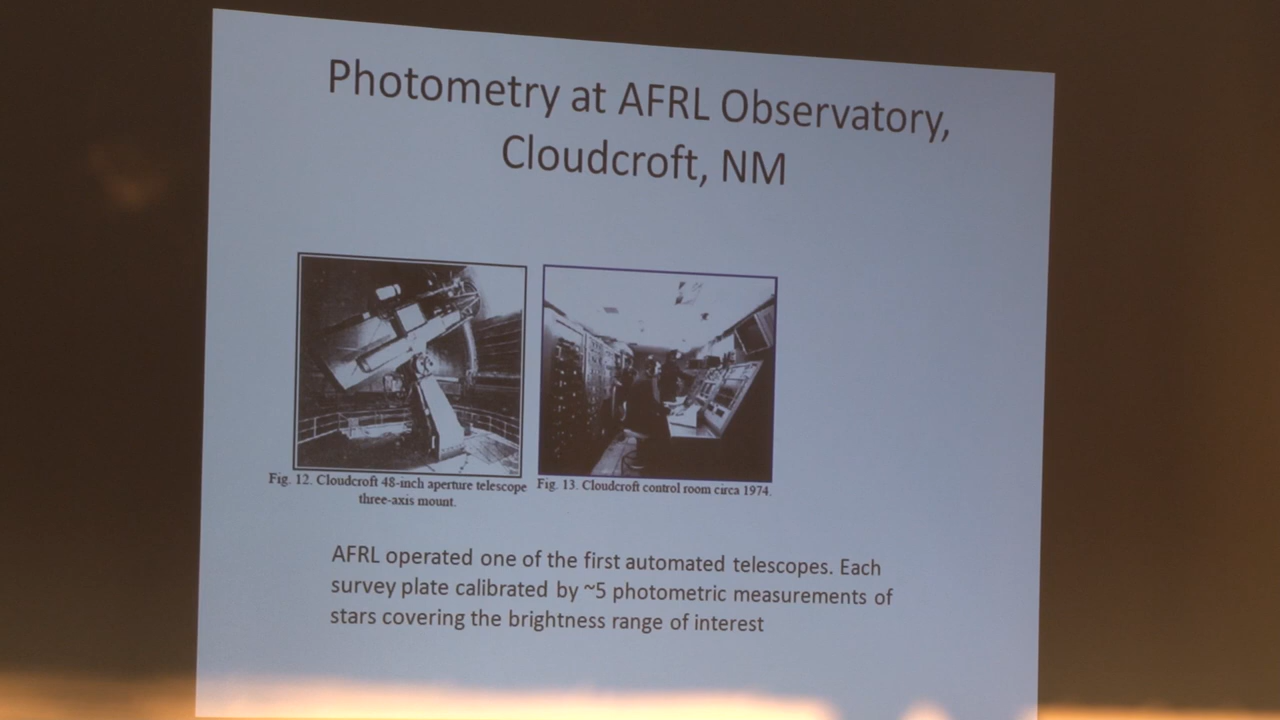 Photometry at AFRL Observatory,
Cloudcroft, NM
Fig. 12. Cloudcroft 48-inch aperture telescope
three-axis mount.
Fig. 13. Cloudcroft control room circa 1974.
AFRL operated one of the first automated telescopes. Each
survey plate calibrated by ~5 photometric measurements of
stars covering the brightness range of interest